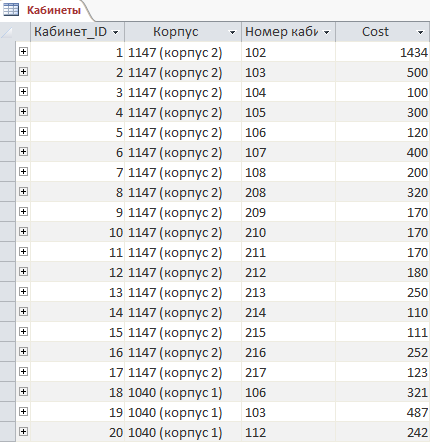 Кабинеты
Кабинет_ID Корпус Номер каби Cost
1 1147 (корпус 2) 102 1434
2 1147 (корпус 2) 103 500
3 1147 (корпус 2) 104 100
4 1147 (корпус 2) 105 300
5 1147 (корпус 2) 106 120
6 1147 (корпус 2) 107 400
7 1147 (корпус 2) 108 200
8 1147 (корпус 2) 208 320
9 1147 (корпус 2) 209 170
10 1147 (корпус 2) 210 170
11 1147 (корпус 2) 211 170
12 1147 (корпус 2) 212 180
13 1147 (корпус 2) 213 250
14 1147 (корпус 2) 214 110
15 1147 (корпус 2) 215 111
16 1147 (корпус 2) 216 252
17 1147 (корпус 2) 217 123
18 1040 (корпус 1) 106 321
19 1040 (корпус 1) 103 487
20 1040 (корпус 1) 112 242